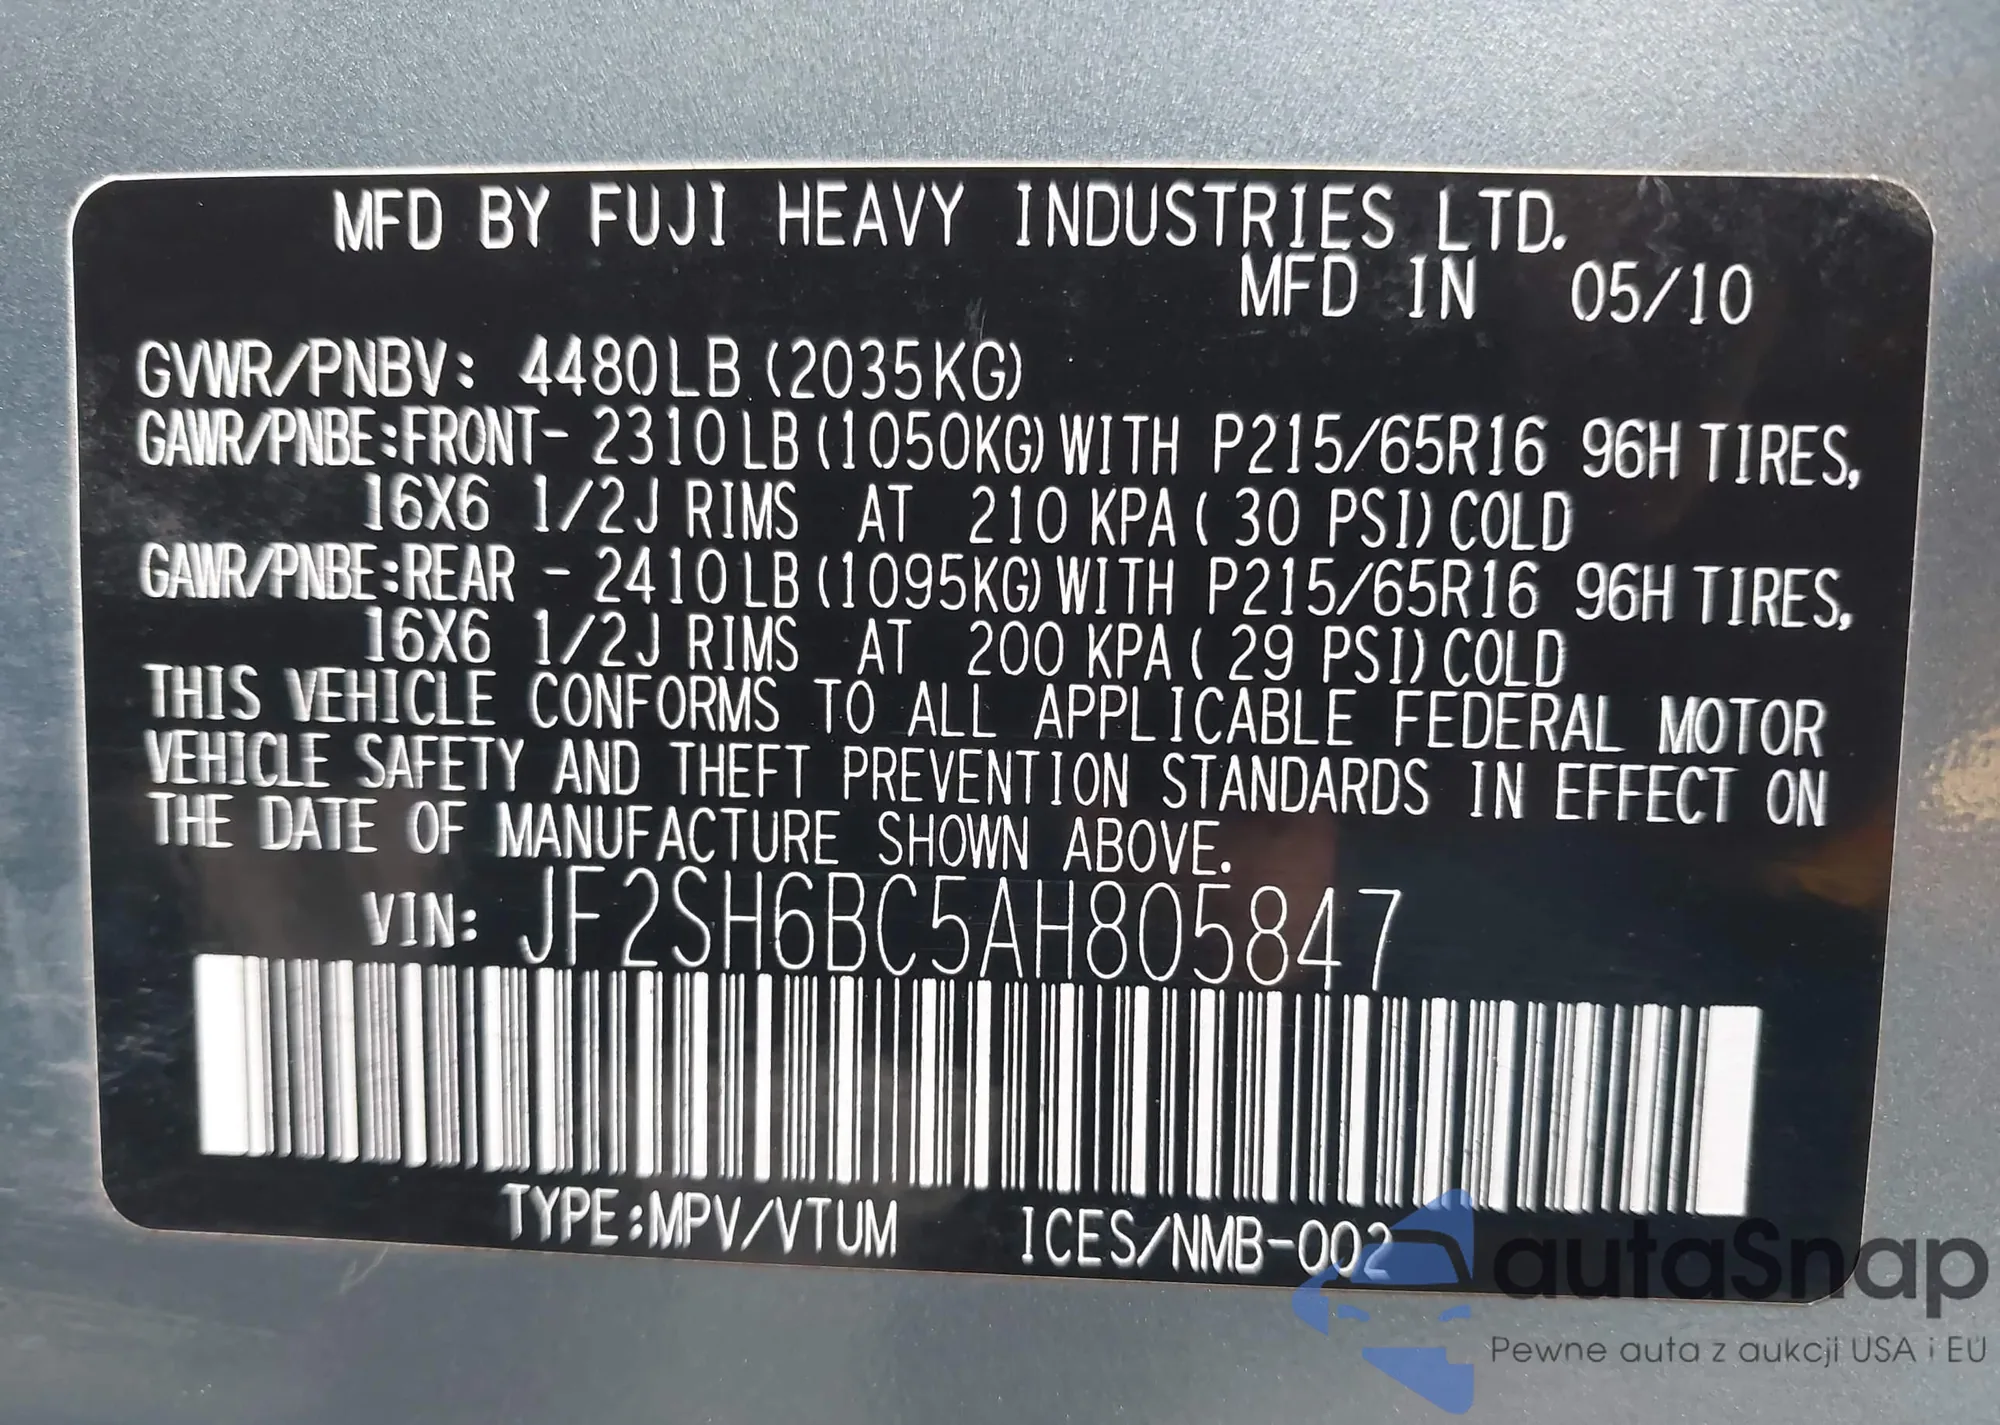 MFD BY FUJI HEAVY INDUSTRIES LTD.
MFD IN 05/10
GVWR/PNBV: 4480LB (2035KG)
GAWR/PNBE:FRONT- 2310LB(1050KG)WITH P215/65R16 96H TIRES,
16X6 1/2J RIMS AT 210 KPA( 30 PSI)COLD
GAWR/PNBE:REAR - 2410LB(1095KG)WITH P215/65R16 96H TIRES,
16X6 1/2J RIMS AT 200 KPA( 29 PSI)COLD
THIS VEHICLE CONFORMS TO ALL APPLICABLE FEDERAL MOTOR
VEHICLE SAFETY AND THEFT PREVENTION STANDARDS IN EFFECT ON
THE DATE OF MANUFACTURE SHOWN ABOVE.
VIN: JF2SH6BC5AH805847
TYPE:MPV/VTUM ICES/NMB-002
autaSnap
Pewne auta z aukcji USA i EU